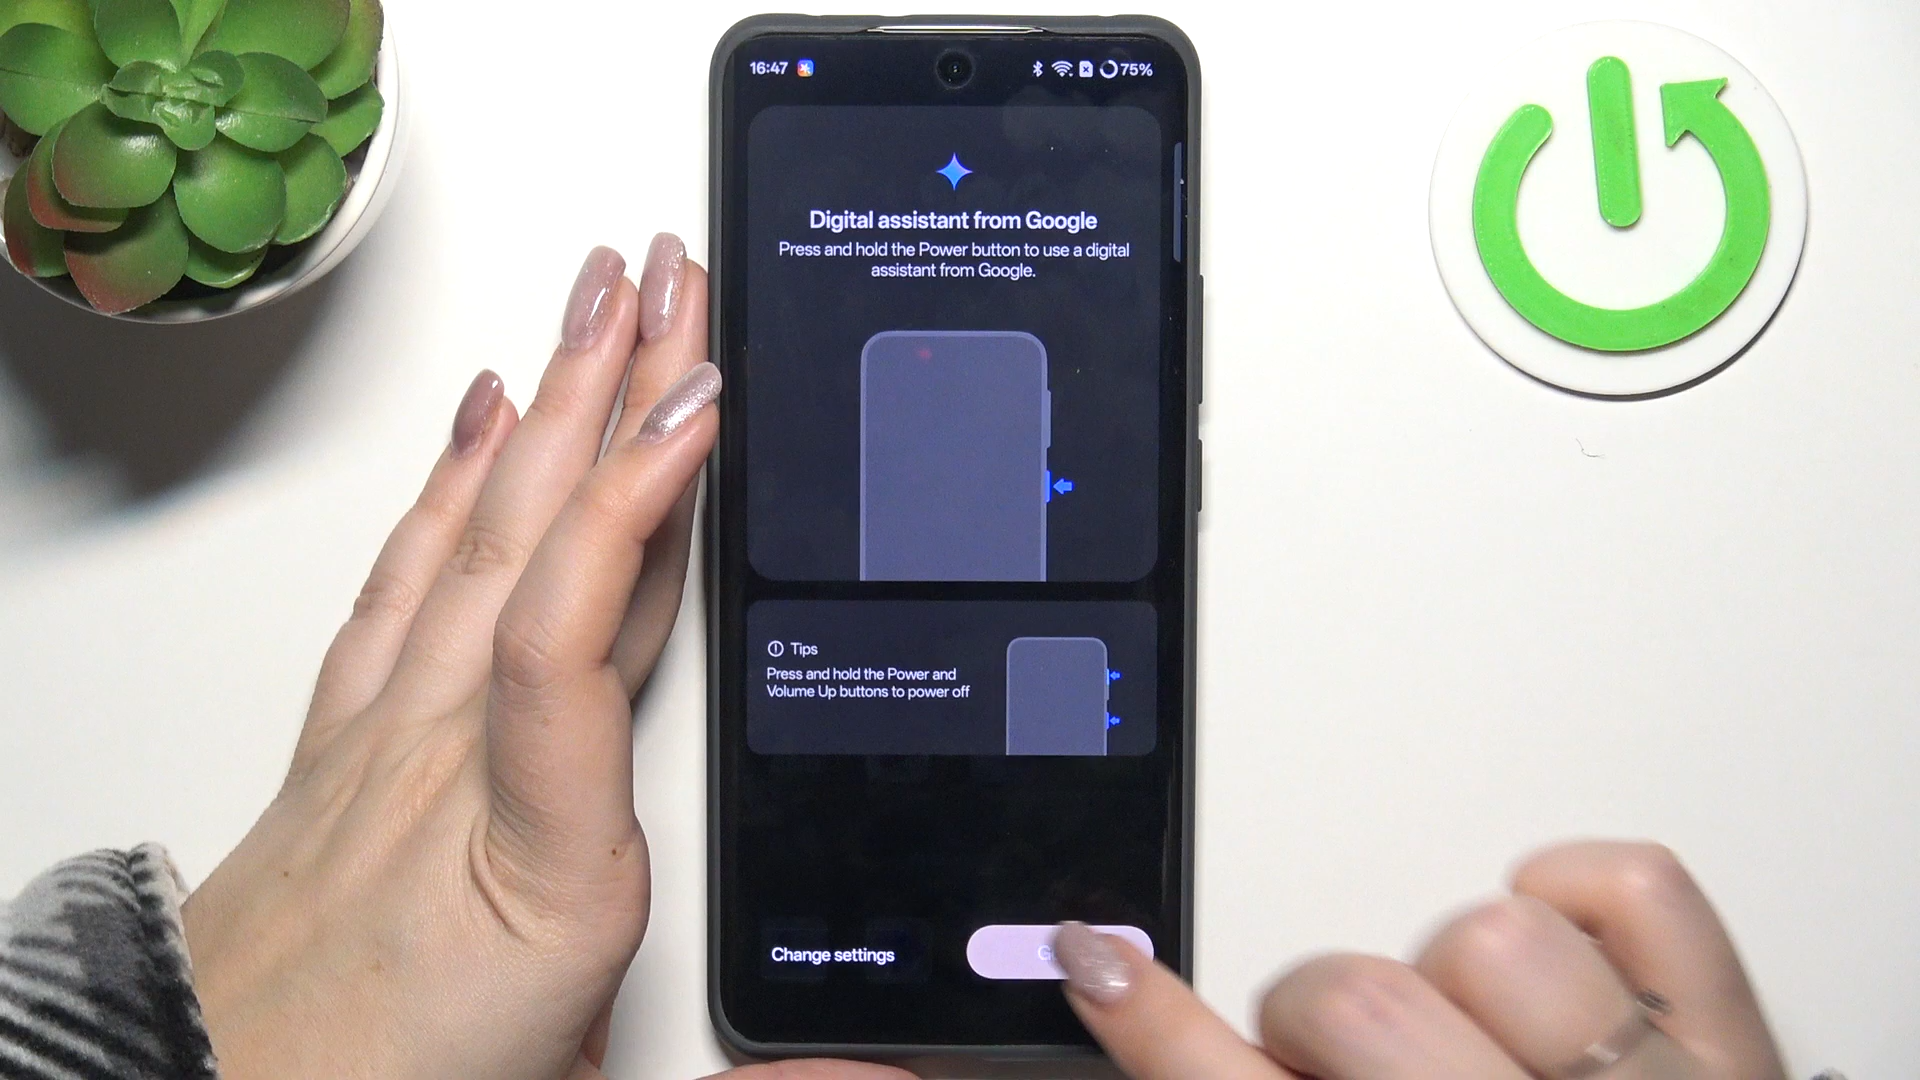 16:47
75%
Digital assistant from Google
Press and hold the Power button to use a digital
assistant from Google.
Tips
Press and hold the Power and
Volume Up buttons to power off
Change settings